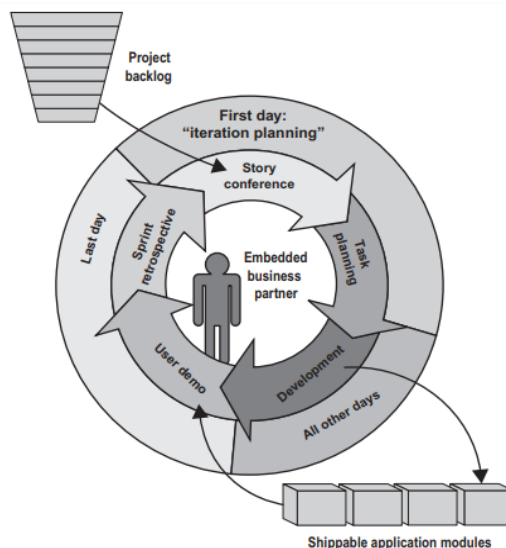 Project
backlog
First day:
“iteration planning”
Story
conference
Task
planning
Embedded
business
partner
Last day
Sprint
retrospective
User demo
Development
All other days
Shippable application modules